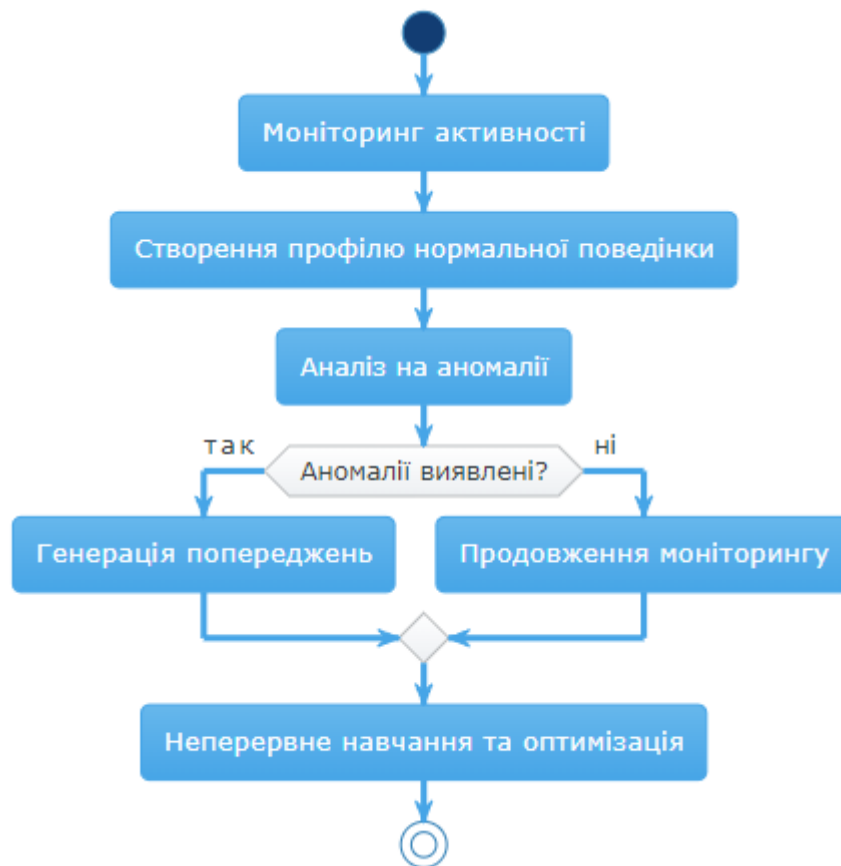 Моніторинг активності
Створення профілю нормальної поведінки
Аналіз на аномалії
так
ні
Аномалії виявлені?
Генерація попереджень
Продовження моніторингу
Неперервне навчання та оптимізація